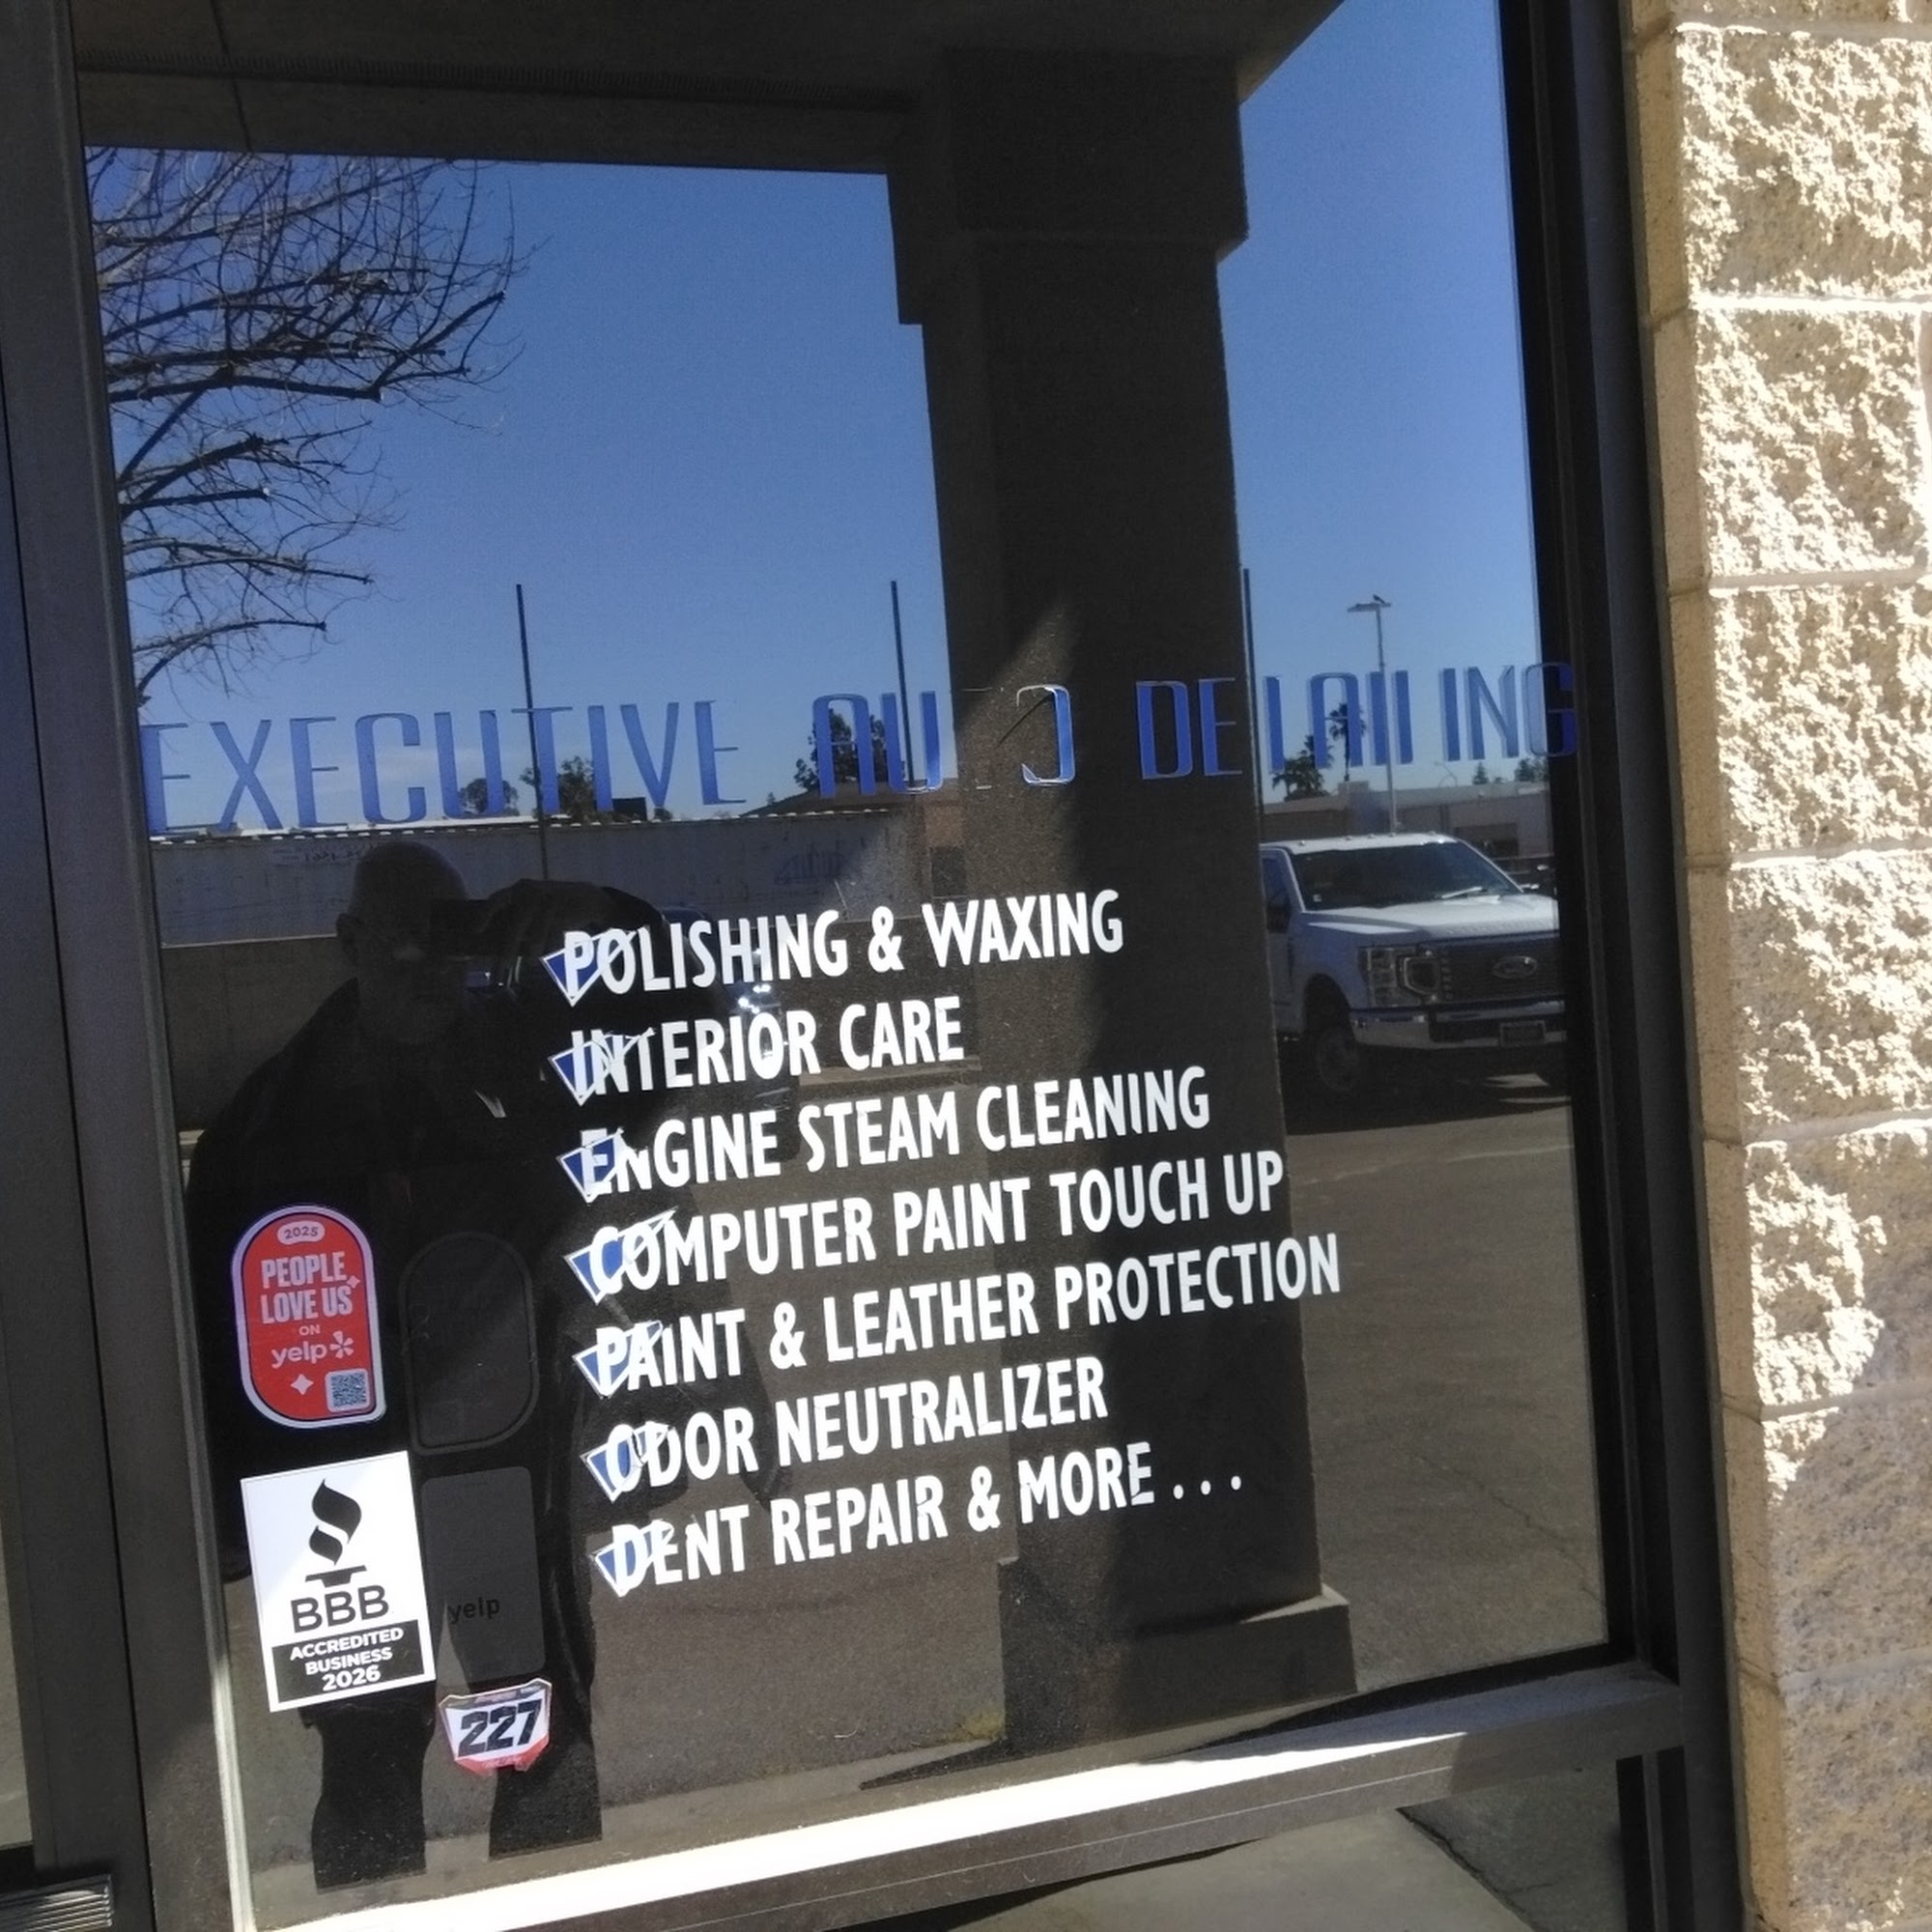 EXECUTIVE AUTO DETAILING
POLISHING & WAXING
INTERIOR CARE
ENGINE STEAM CLEANING
COMPUTER PAINT TOUCH UP
PAINT & LEATHER PROTECTION
ODOR NEUTRALIZER
DENT REPAIR & MORE . . .
2025
PEOPLE
LOVE US
ON
yelp
BBB
ACCREDITED
BUSINESS
2026
yelp
227